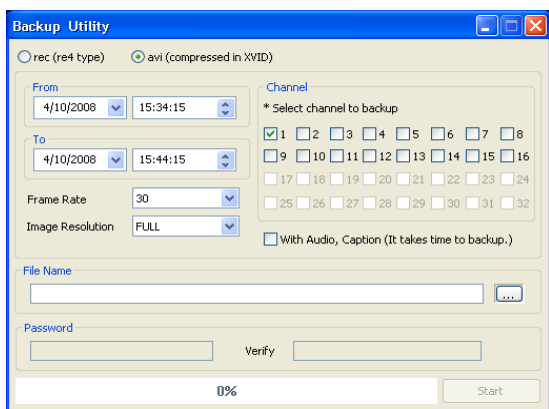 Backup Utility
rec (re4 type) avi (compressed in XVID)
From
4/10/2008 15:34:15
To
4/10/2008 15:44:15
Frame Rate 30
Image Resolution FULL
Channel
* Select channel to backup
1 2 3 4 5 6 7 8
9 10 11 12 13 14 15 16
17 18 19 20 21 22 23 24
25 26 27 28 29 30 31 32
With Audio, Caption (It takes time to backup.)
File Name
...
Password
Verify
0% Start